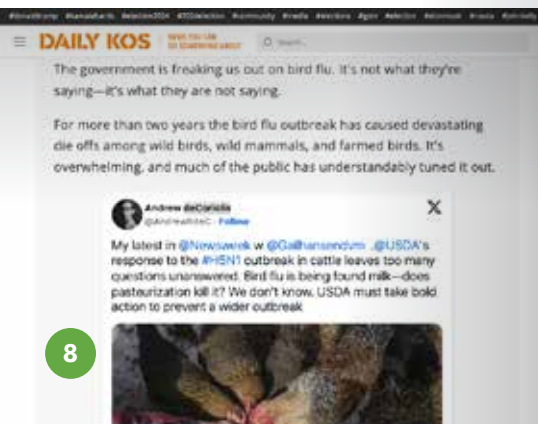 DAILY KOS
Search...
The government is freaking us out on bird flu. It's not what they're
saying—it's what they are not saying.
For more than two years the bird flu outbreak has caused devastating
die offs among wild birds, wild mammals, and farmed birds. It's
overwhelming, and much of the public has understandably tuned it out.
Andrew deCoriolis
Follow
My latest in @Newsweek w @Gailhansendvm .@USDA's
response to the #H5N1 outbreak in cattle leaves too many
questions unanswered. Bird flu is being found milk—does
pasteurization kill it? We don't know. USDA must take bold
action to prevent a wider outbreak
8